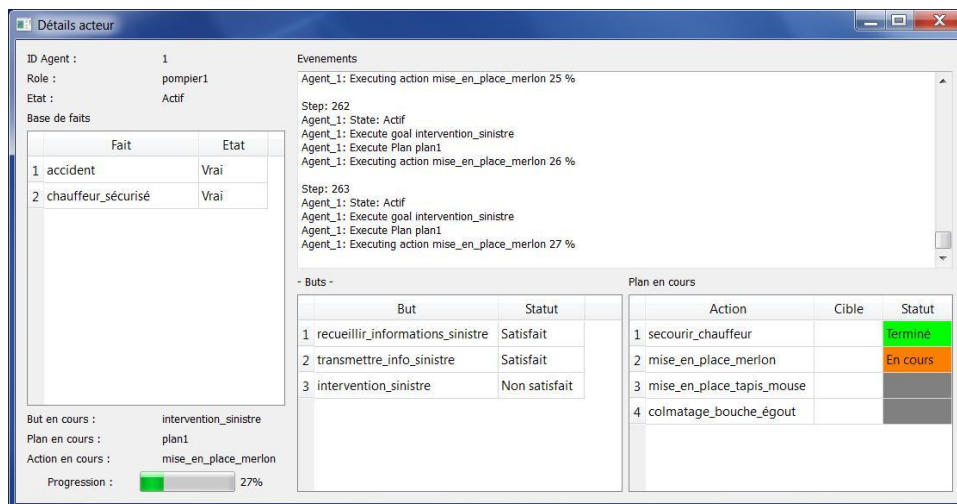 Détails acteur
ID Agent : 1
Role : pompier1
Etat : Actif
Base de faits
Fait Etat
1 accident Vrai
2 chauffeur_sécurisé Vrai
But en cours : intervention_sinistre
Plan en cours : plan1
Action en cours : mise_en_place_merlon
Progression : 27%
Evenements
Agent_1: Executing action mise_en_place_merlon 25 %
Step: 262
Agent_1: State: Actif
Agent_1: Execute goal intervention_sinistre
Agent_1: Execute Plan plan1
Agent_1: Executing action mise_en_place_merlon 26 %
Step: 263
Agent_1: State: Actif
Agent_1: Execute goal intervention_sinistre
Agent_1: Execute Plan plan1
Agent_1: Executing action mise_en_place_merlon 27 %
- Buts -
But Statut
1 recueillir_informations_sinistre Satisfait
2 transmettre_info_sinistre Satisfait
3 intervention_sinistre Non satisfait
Plan en cours
Action Cible Statut
1 secourir_chauffeur Terminé
2 mise_en_place_merlon En cours
3 mise_en_place_tapis_mouse
4 colmatage_bouche_égout